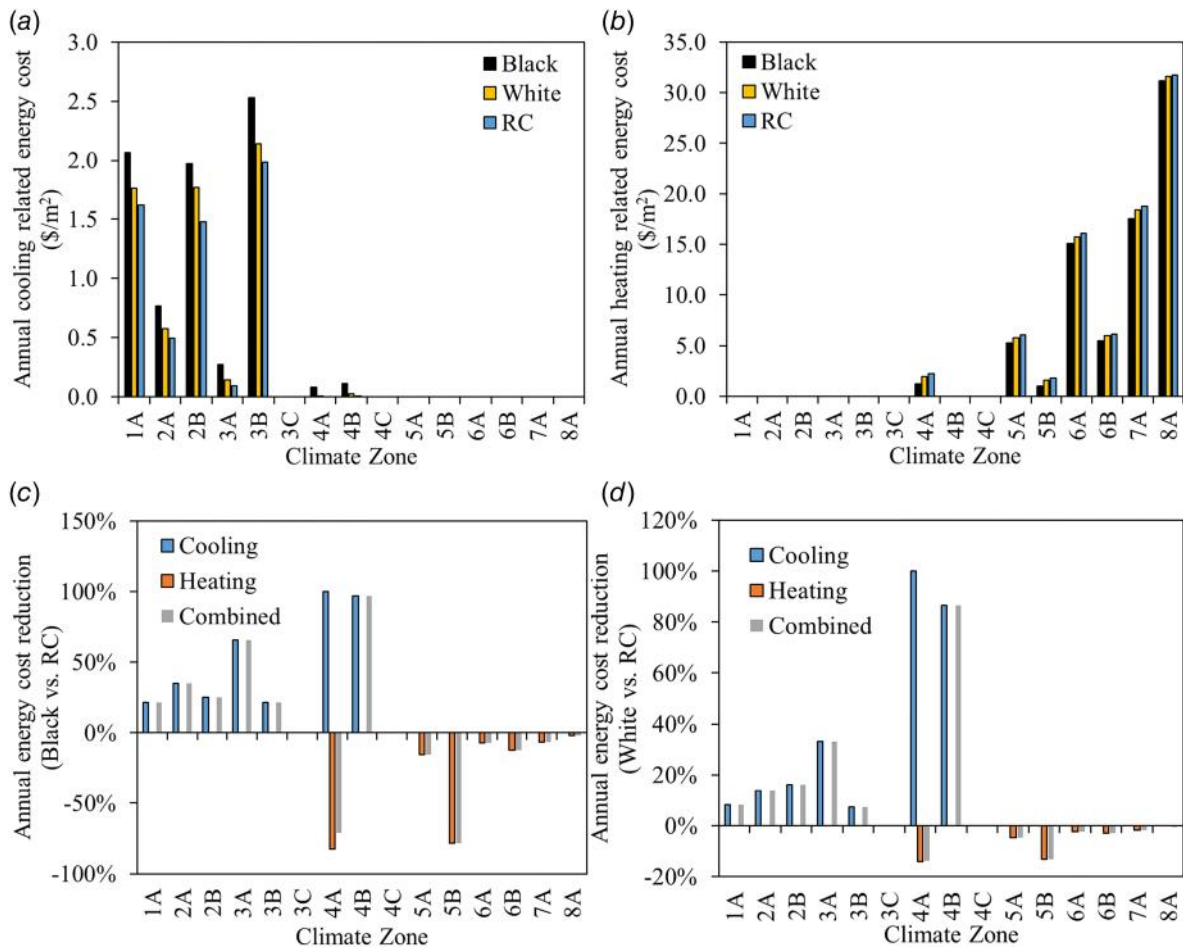 (a)
Annual cooling related energy cost
($/m²)
3.0
2.5
2.0
1.5
1.0
0.5
0.0
Black
White
RC
1A
2A
2B
3A
3B
3C
4A
4B
4C
5A
5B
6A
6B
7A
8A
Climate Zone
(b)
Annual heating related energy cost
($/m²)
35.0
30.0
25.0
20.0
15.0
10.0
5.0
0.0
Black
White
RC
1A
2A
2B
3A
3B
3C
4A
4B
4C
5A
5B
6A
6B
7A
8A
Climate Zone
(c)
Annual energy cost reduction
(Black vs. RC)
150%
100%
50%
0%
-50%
-100%
Cooling
Heating
Combined
1A
2A
2B
3A
3B
3C
4A
4B
4C
5A
5B
6A
6B
7A
8A
Climate Zone
(d)
Annual energy cost reduction
(White vs. RC)
120%
100%
80%
60%
40%
20%
0%
-20%
Cooling
Heating
Combined
1A
2A
2B
3A
3B
3C
4A
4B
4C
5A
5B
6A
6B
7A
8A
Climate Zone